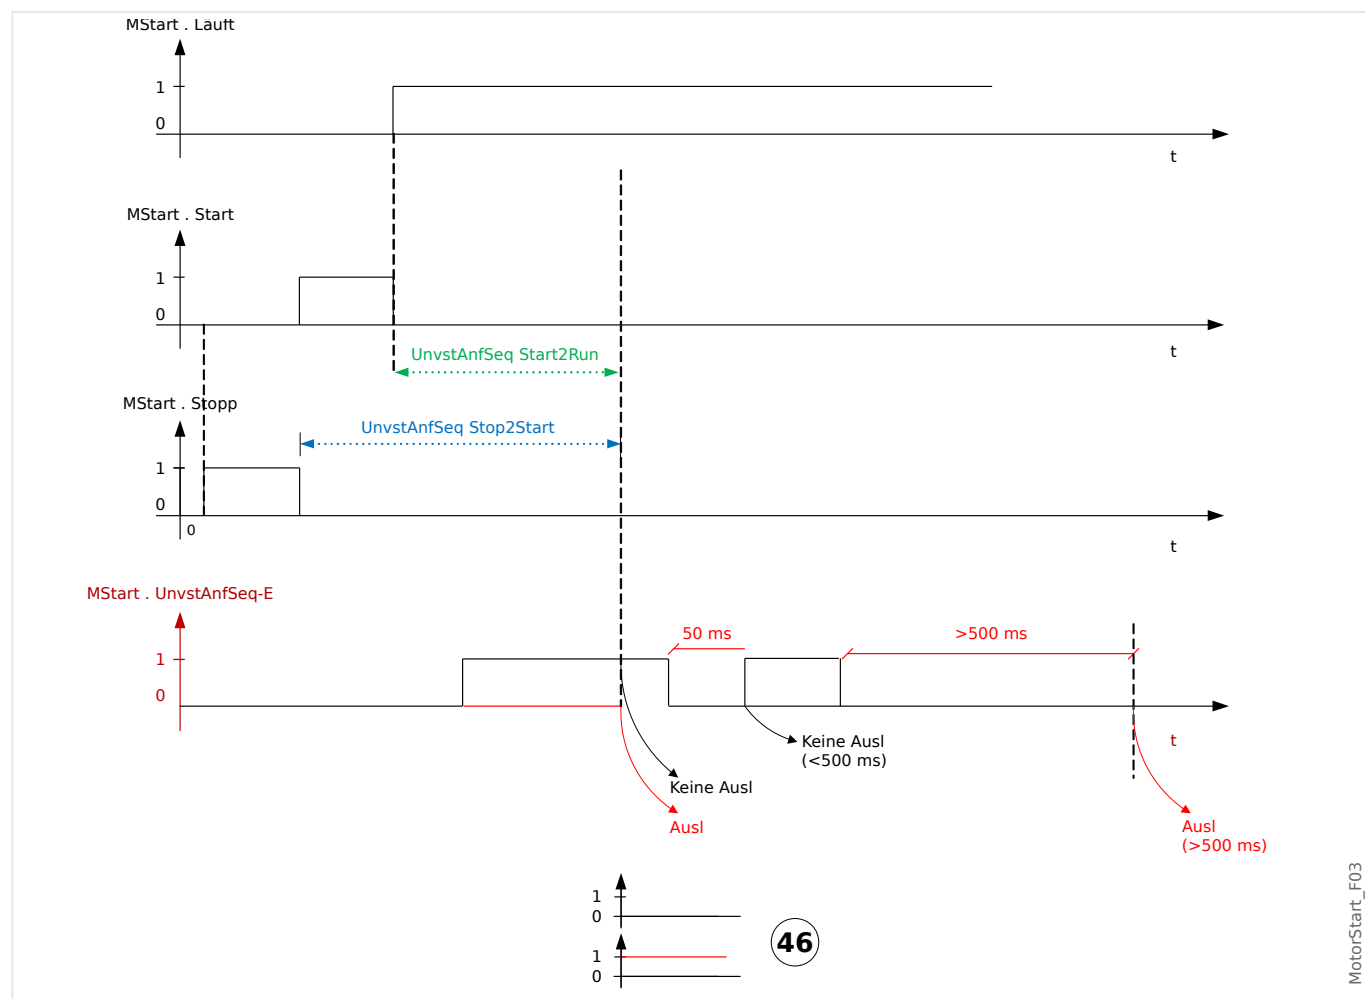 MStart . Läuft
1
0
t
MStart . Start
1
0
t
UnvstAnfSeq Start2Run
MStart . Stopp
UnvstAnfSeq Stop2Start
1
0
0
t
MStart . UnvstAnfSeq-E
50 ms
>500 ms
1
0
t
Keine Ausl
(<500 ms)
Keine Ausl
Ausl
Ausl
(>500 ms)
1
0
46
1
0
MotorStart_F03